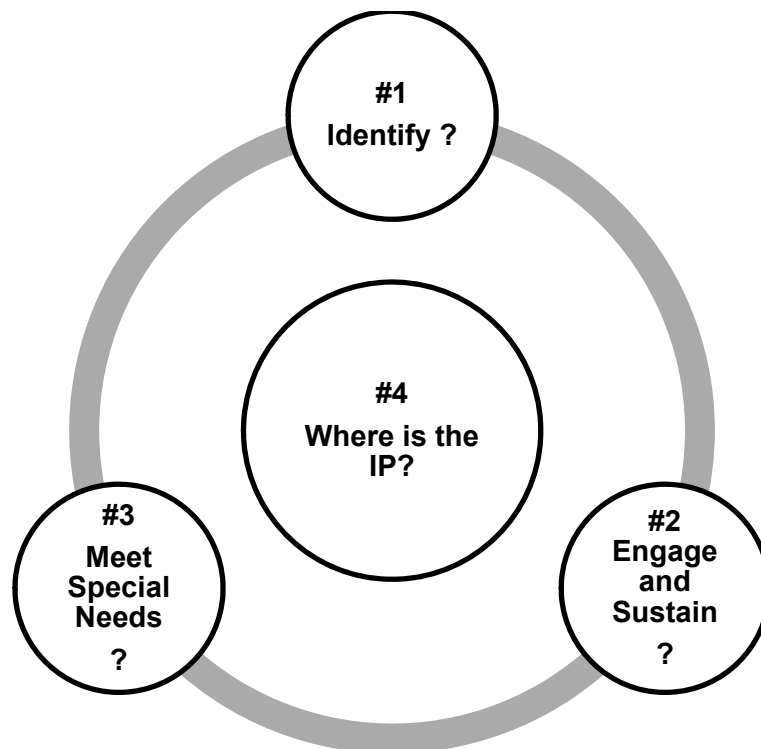 #1
Identify ?
#4
Where is the
IP?
#3
Meet
Special
Needs
?
#2
Engage
and
Sustain
?